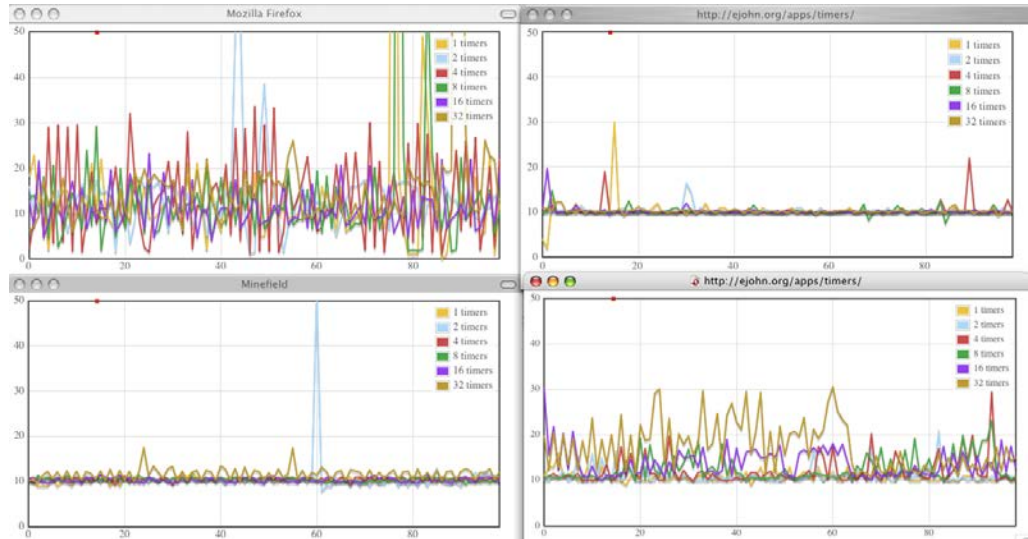 Mozilla Firefox
50
40
30
20
10
0
0 20 40 60 80
1 timers
2 timers
4 timers
8 timers
16 timers
32 timers
http://ejohn.org/apps/timers/
50
40
30
20
10
0
0 20 40 60 80
1 timers
2 timers
4 timers
8 timers
16 timers
32 timers
Minefield
50
40
30
20
10
0
0 20 40 60 80
1 timers
2 timers
4 timers
8 timers
16 timers
32 timers
http://ejohn.org/apps/timers/
50
40
30
20
10
0
0 20 40 60 80
1 timers
2 timers
4 timers
8 timers
16 timers
32 timers